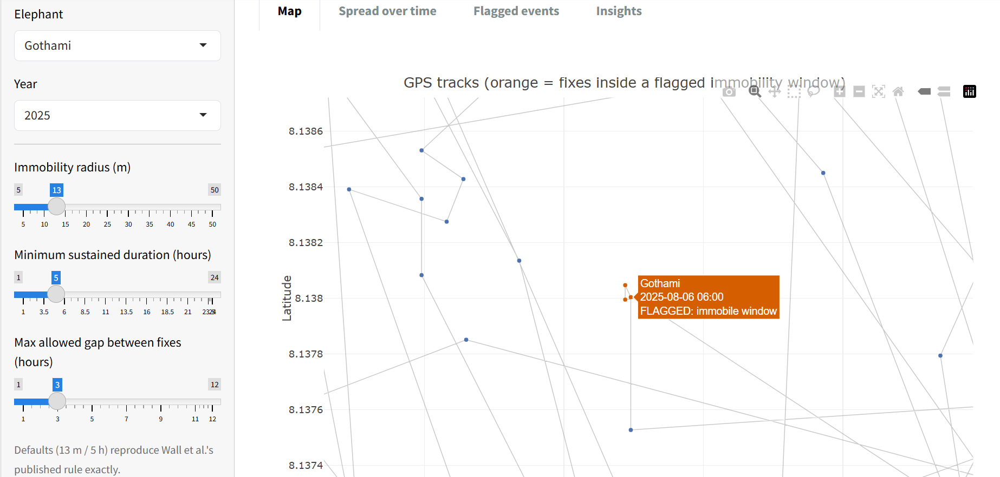 Elephant
Gothami
Year
2025
Immobility radius (m)
5 13 50
5 10 15 20 25 30 35 40 45 50
Minimum sustained duration (hours)
1 5 24
1 3.5 6 8.5 11 13.5 16 18.5 21 23.5 24
Max allowed gap between fixes
(hours)
1 3 12
1 3 5 7 9 11 12
Defaults (13 m / 5 h) reproduce Wall et al.'s
published rule exactly.
Map Spread over time Flagged events Insights
GPS tracks (orange = fixes inside a flagged immobility window)
8.1386
8.1384
8.1382
8.138
8.1378
8.1376
8.1374
Latitude
Gothami
2025-08-06 06:00
FLAGGED: immobile window